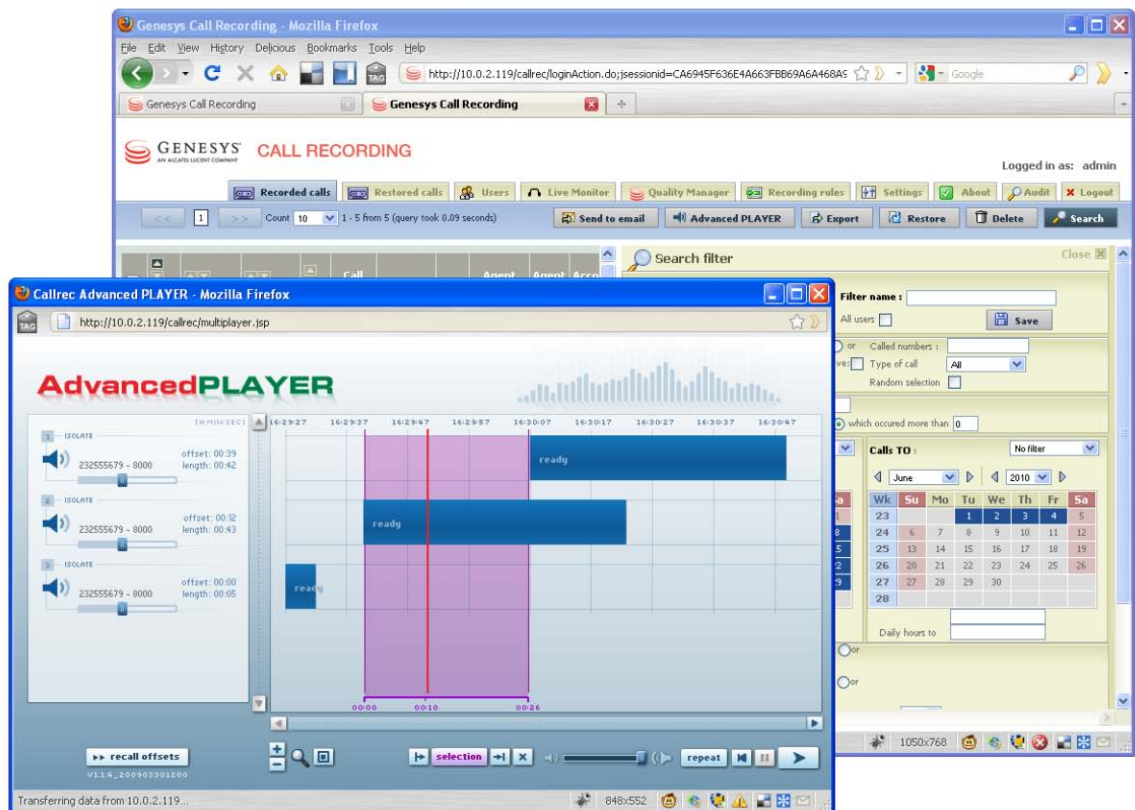 Genesys Call Recording - Mozilla Firefox
File Edit View History Delicious Bookmarks Tools Help
TAG http://10.0.2.119/callrec/loginAction.do;jsessionid=CA6945F636E4A663FBB69A6A468A9 Google
Genesys Call Recording Genesys Call Recording
GENESYS CALL RECORDING
AN ALCATEL-LUCENT COMPANY
Logged in as: admin
Recorded calls Restored calls Users Live Monitor Quality Manager Recording rules Settings About Audit Logout
<< 1 >> Count 10 1 - 5 from 5 (query took 0.09 seconds) Send to email Advanced PLAYER Export Restore Delete Search
Call Agent Agent Acco
Search filter Close
Filter name :
All users Save
or Called numbers :
Type of call All
Random selection
which occured more than 0
Calls TO : No filter
June 2010
Wk Su Mo Tu We Th Fr Sa
23 1 2 3 4 5
24 6 7 8 9 10 11 12
25 13 14 15 16 17 18 19
26 20 21 22 23 24 25 26
27 27 28 29 30
28
Daily hours to
or
or
1050x768
Callrec Advanced PLAYER - Mozilla Firefox
TAG http://10.0.2.119/callrec/multiplayer.jsp
AdvancedPLAYER
[H:MIN:SEC] 16:29:27 16:29:37 16:29:47 16:29:57 16:30:07 16:30:17 16:30:27 16:30:37 16:30:47
1 ISOLATE
232555679 - 8000
offset: 00:39
length: 00:42
ready
2 ISOLATE
232555679 - 8000
offset: 00:12
length: 00:43
ready
3 ISOLATE
232555679 - 8000
offset: 00:00
length: 00:05
ready
00:00 00:10 00:26
recall offsets
V1.1.4_200903301200
selection
repeat
Transferring data from 10.0.2.119...
848x552